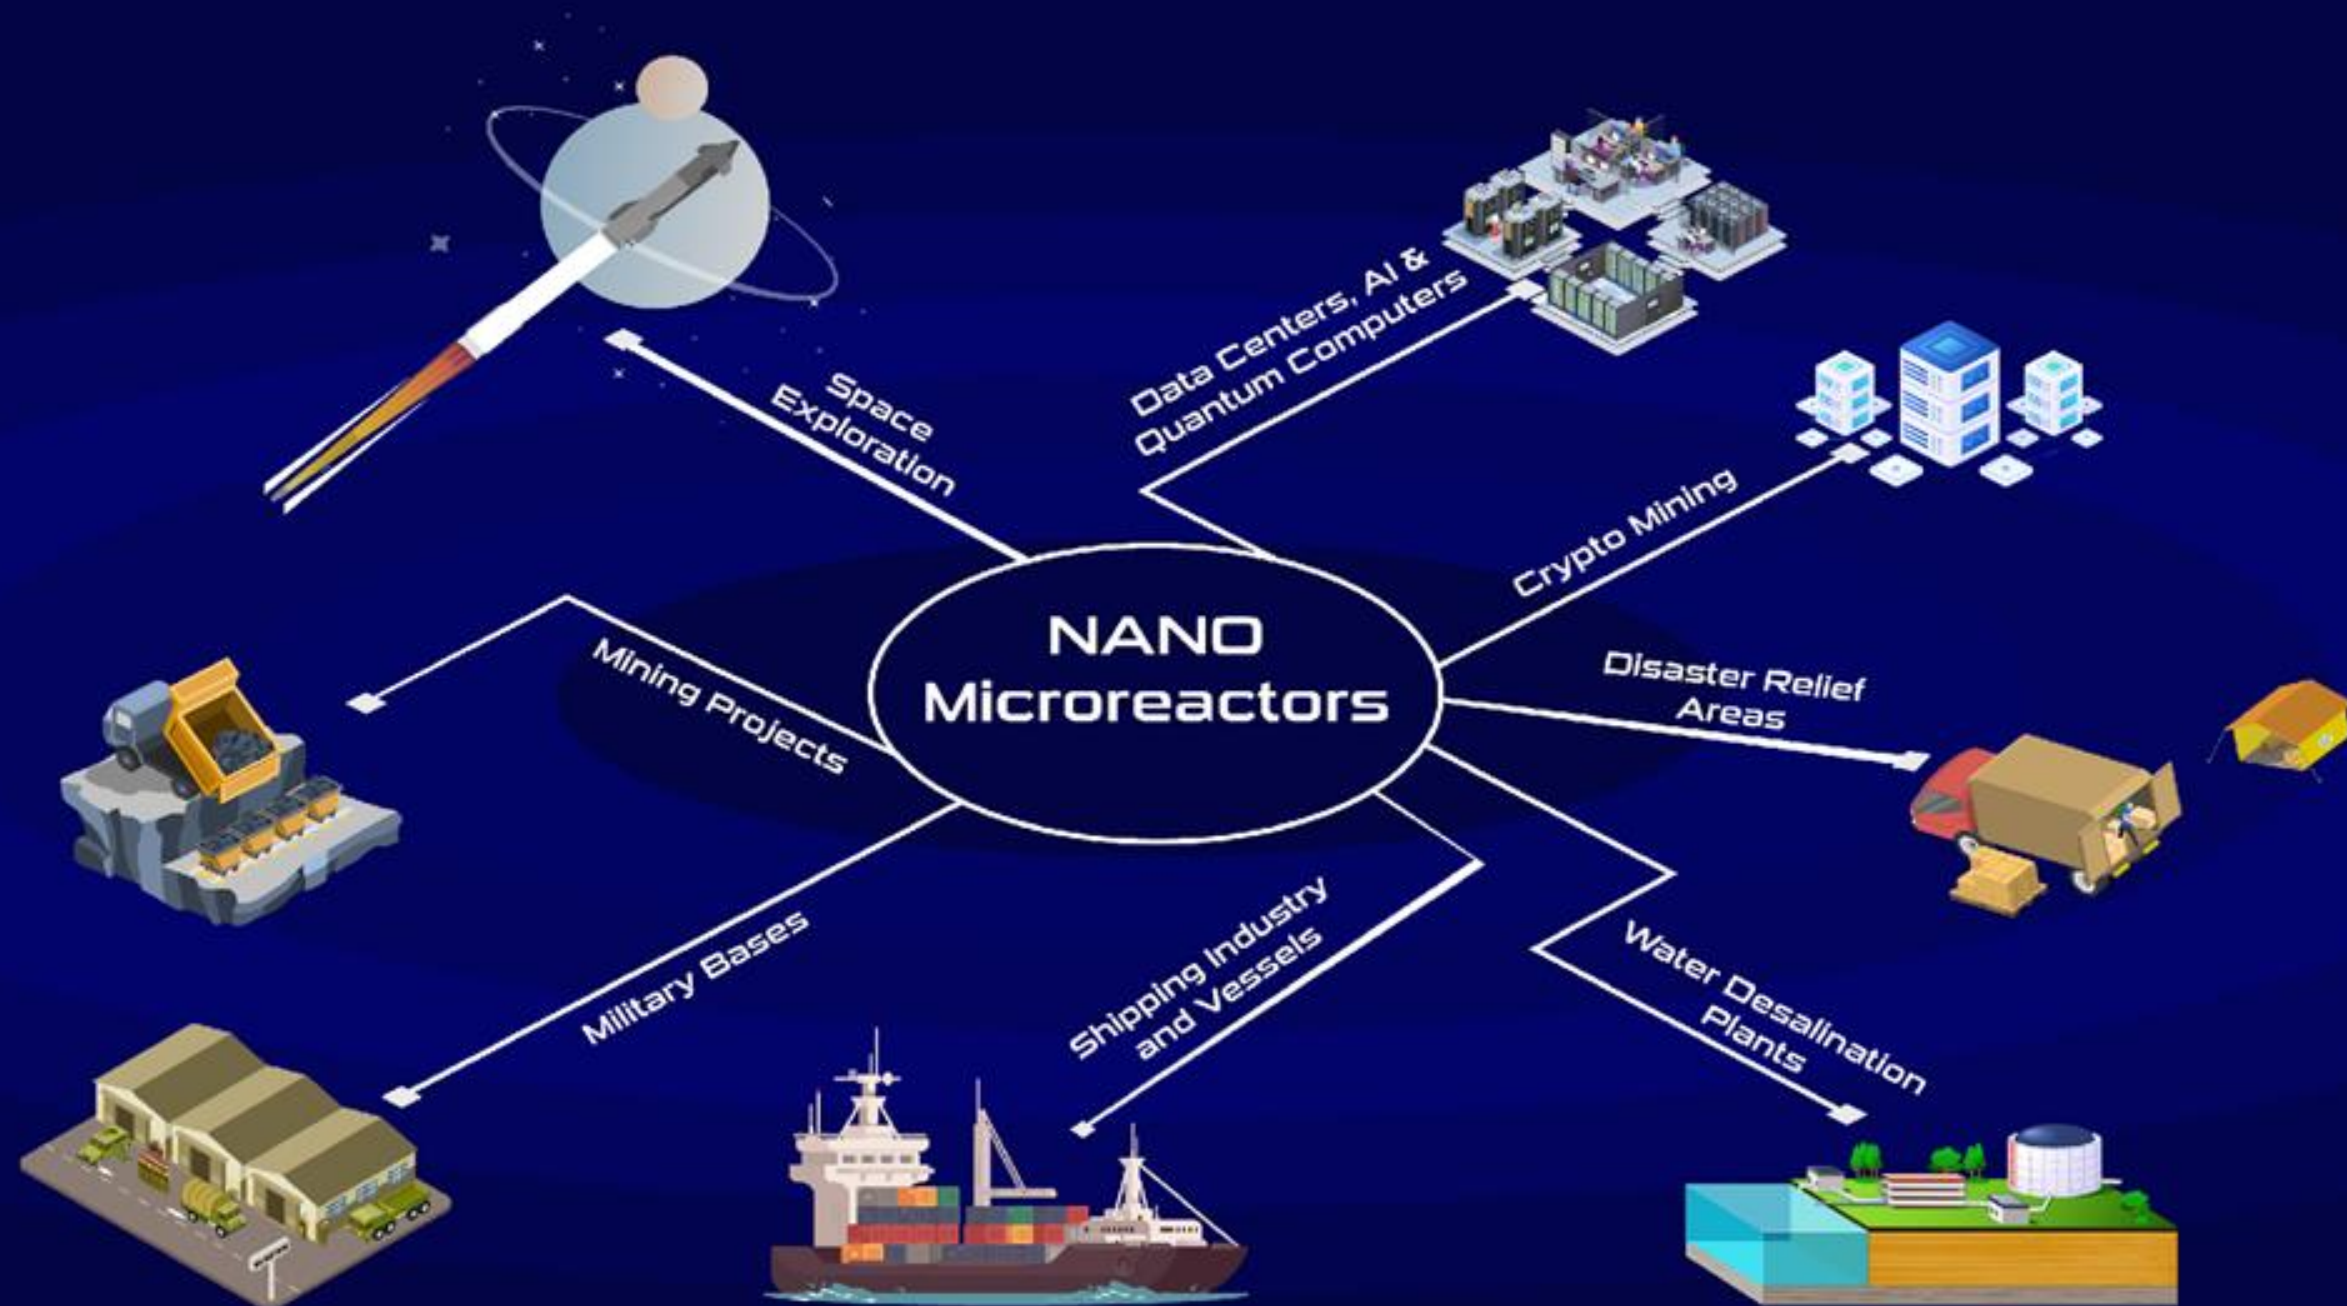 Space
Exploration
Data Centers, AI &
Quantum Computers
Crypto Mining
NANO
Microreactors
Mining Projects
Disaster Relief
Areas
Military Bases
Shipping Industry
and Vessels
Water Desalination
Plants